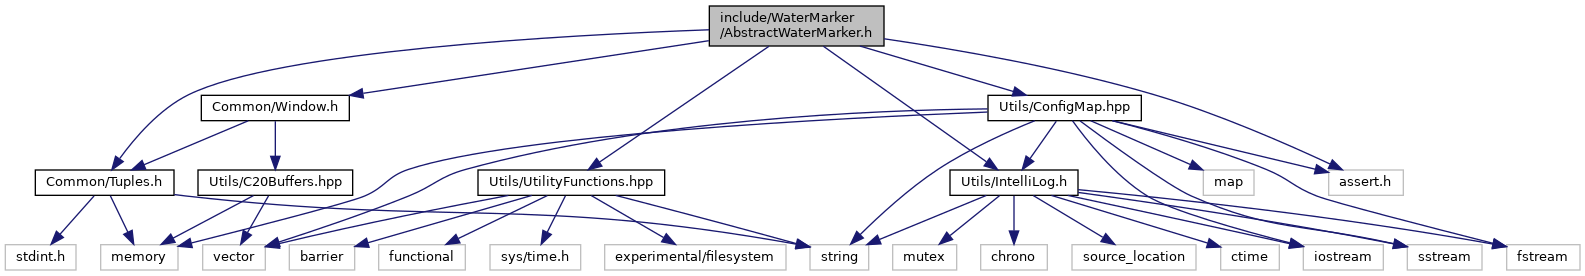 include/WaterMarker
/AbstractWaterMarker.h
Common/Window.h
Utils/ConfigMap.hpp
Common/Tuples.h
Utils/C20Buffers.hpp
Utils/UtilityFunctions.hpp
Utils/IntelliLog.h
map
assert.h
stdint.h
memory
vector
barrier
functional
sys/time.h
experimental/filesystem
string
mutex
chrono
source_location
ctime
iostream
sstream
fstream